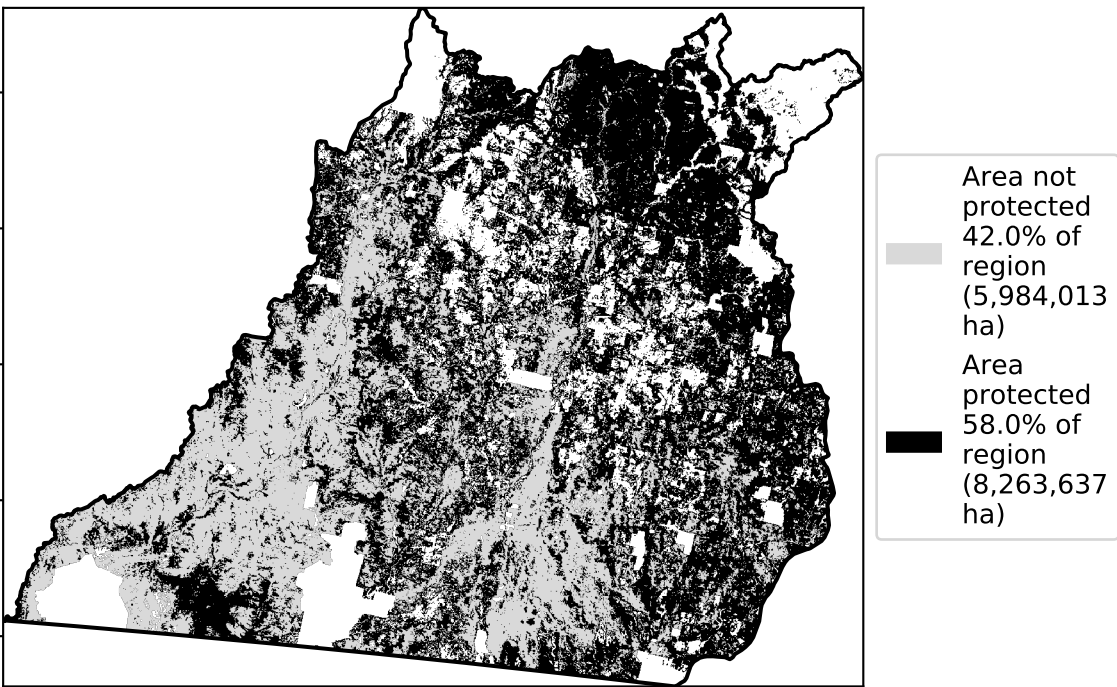 Area not
protected
42.0% of
region
(5,984,013
ha)
Area
protected
58.0% of
region
(8,263,637
ha)